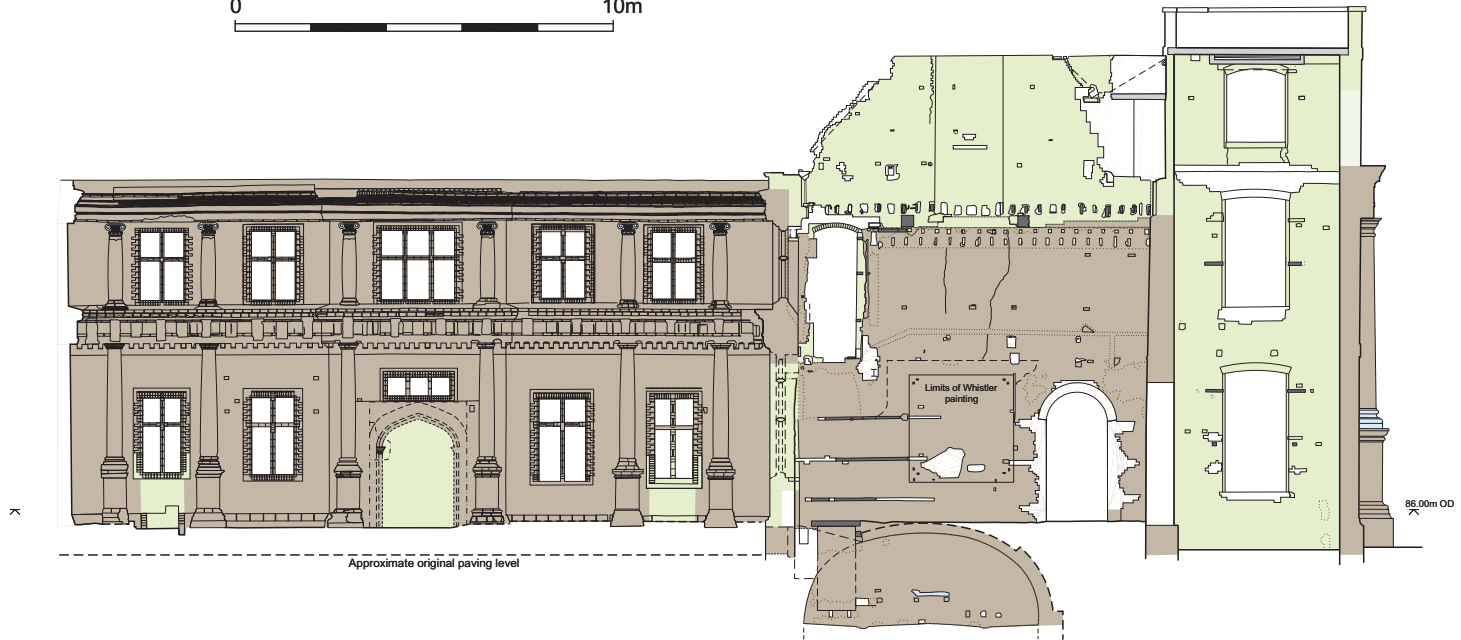 0 10m
Limits of Whistler
painting
K
86.00m OD
K
Approximate original paving level